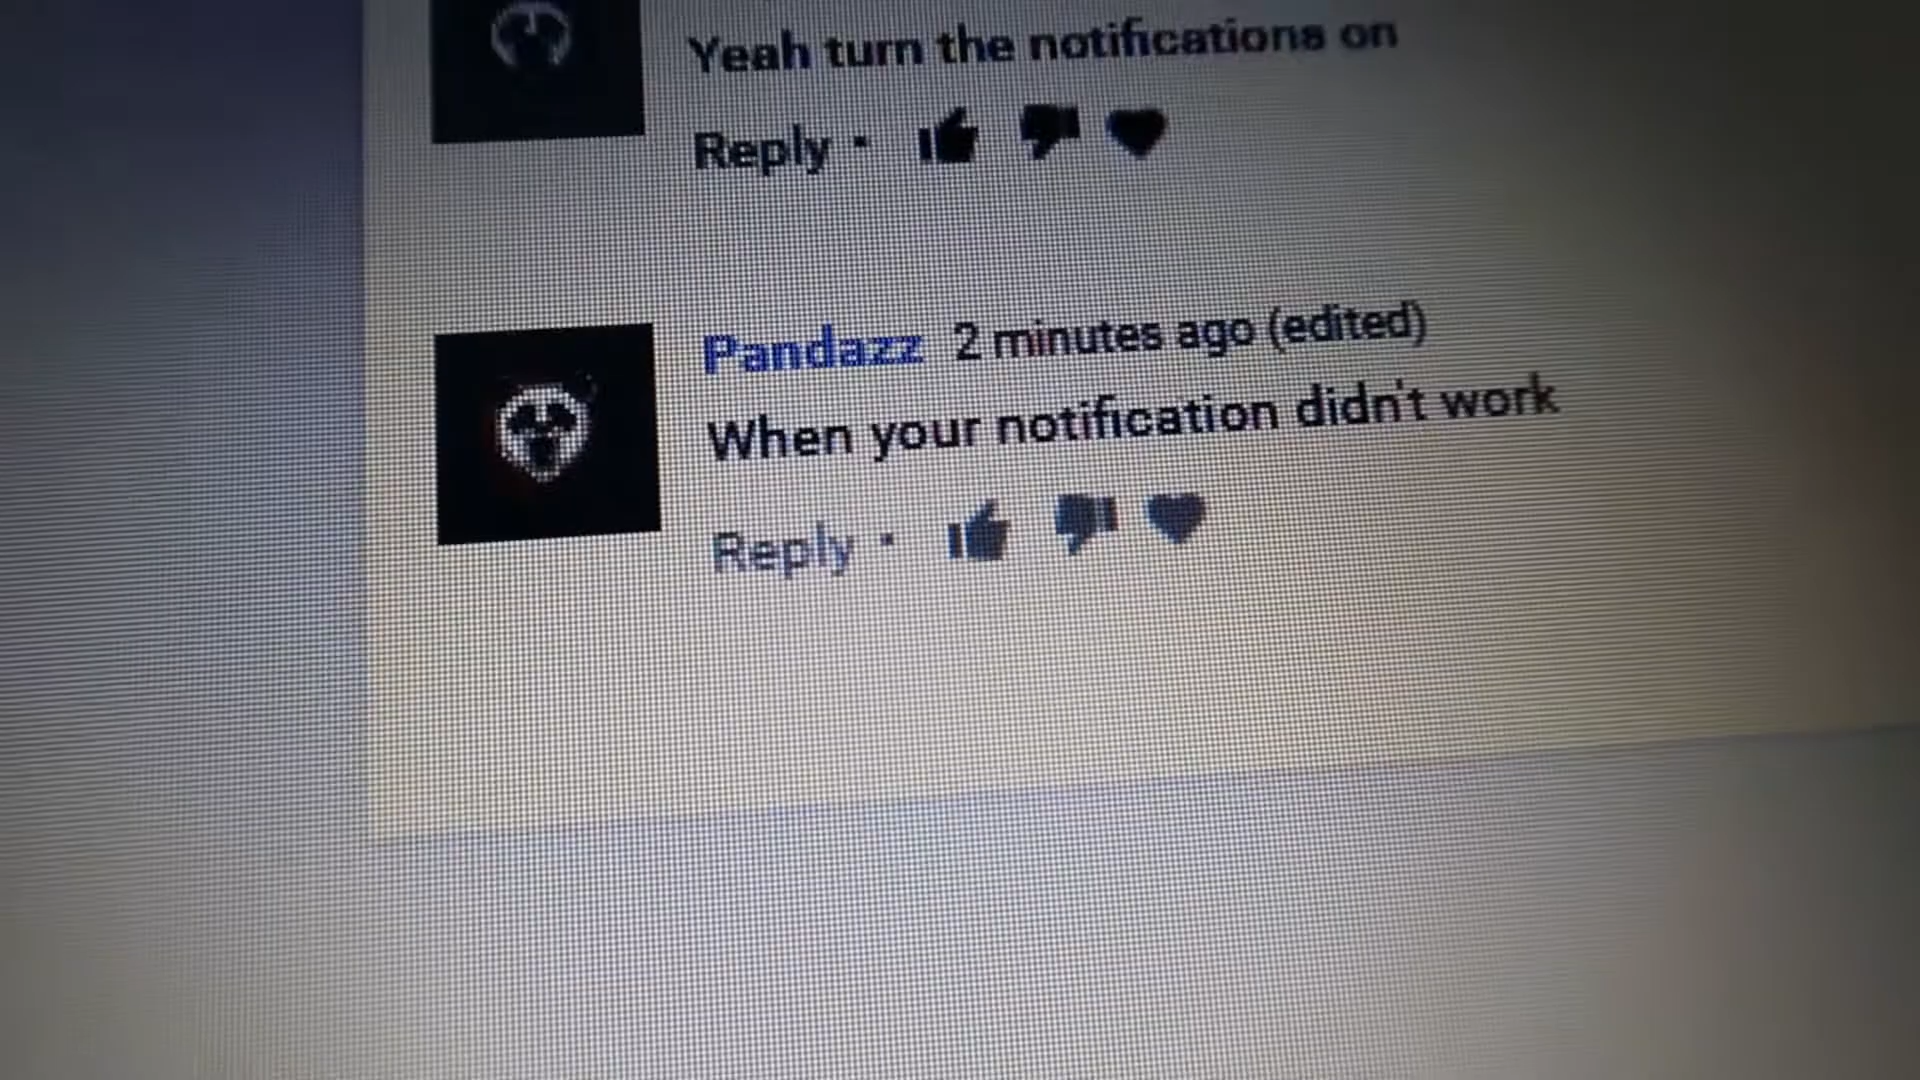 Yeah turn the notifications on
Reply ·
Pandazz 2 minutes ago (edited)
When your notification didn't work
Reply ·